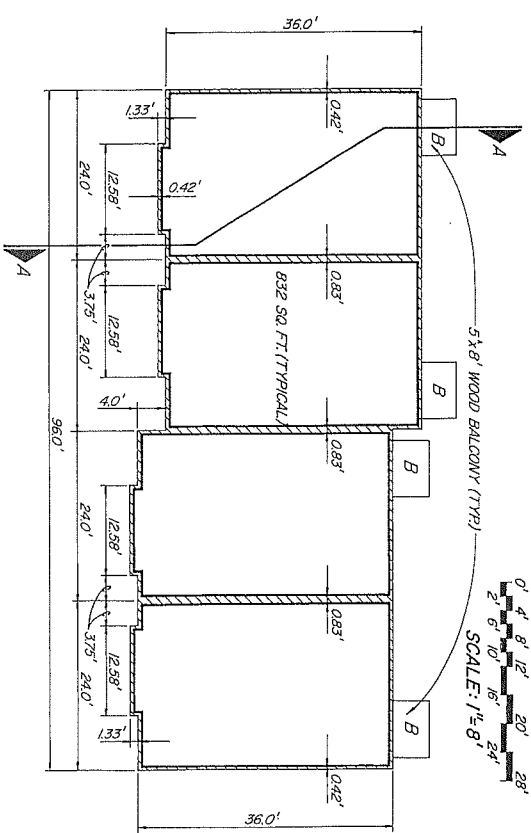 36.0'
1.33'
0.42'
B
A
24.0'
12.58'
0.42'
A
0.83'
3.75'
832 SQ. FT. (TYPICAL)
12.58'
24.0'
B
5'x8' WOOD BALCONY (TYP.)
4.0'
96.0'
0.83'
B
24.0'
12.58'
3.75'
0.83'
12.58'
24.0'
B
1.33'
0.42'
36.0'
0' 4' 8' 12' 20' 28'
2' 6' 10' 16' 24'
SCALE: 1"=8'